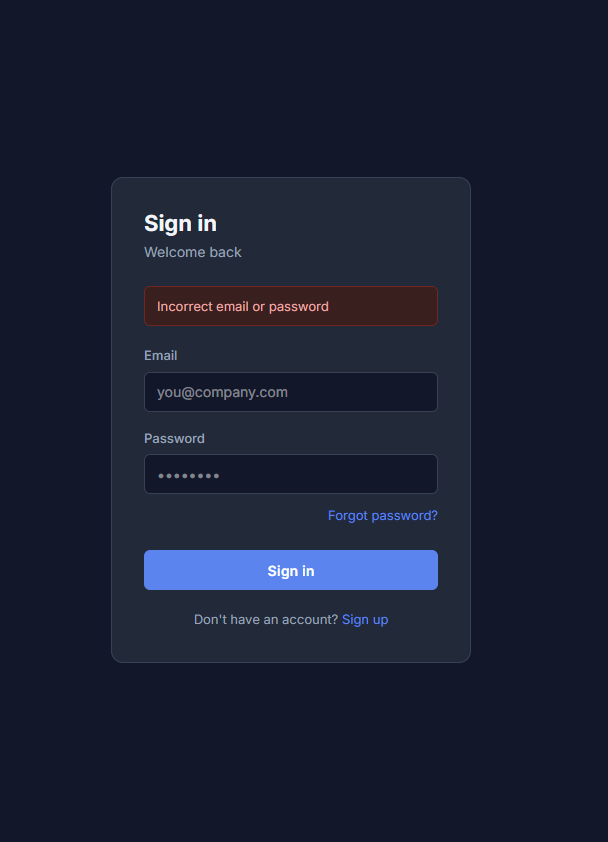 Sign in
Welcome back
Incorrect email or password
Email
you@company.com
Password
••••••••
Forgot password?
Sign in
Don't have an account? Sign up